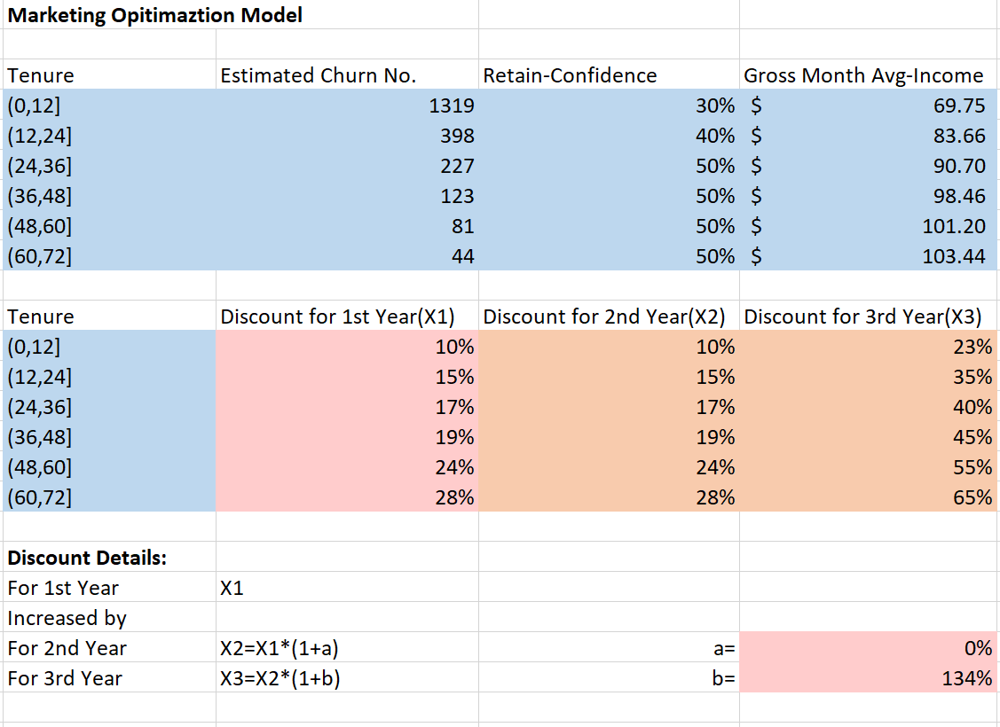 Marketing Opitimaztion Model
Tenure Estimated Churn No. Retain-Confidence Gross Month Avg-Income
(0,12] 1319 30% $ 69.75
(12,24] 398 40% $ 83.66
(24,36] 227 50% $ 90.70
(36,48] 123 50% $ 98.46
(48,60] 81 50% $ 101.20
(60,72] 44 50% $ 103.44
Tenure Discount for 1st Year(X1) Discount for 2nd Year(X2) Discount for 3rd Year(X3)
(0,12] 10% 10% 23%
(12,24] 15% 15% 35%
(24,36] 17% 17% 40%
(36,48] 19% 19% 45%
(48,60] 24% 24% 55%
(60,72] 28% 28% 65%
Discount Details:
For 1st Year X1
Increased by
For 2nd Year X2=X1*(1+a) a= 0%
For 3rd Year X3=X2*(1+b) b= 134%